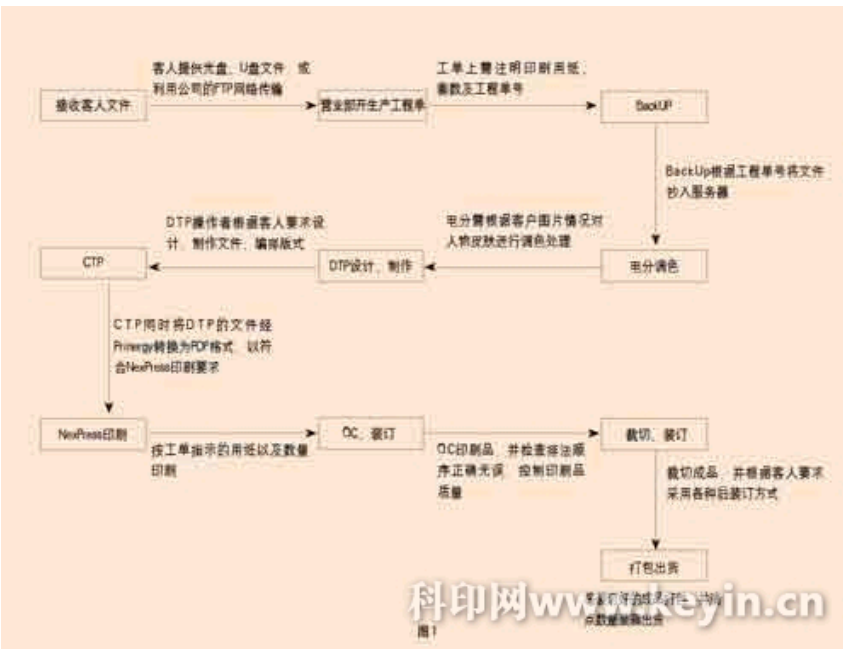 客人提供光盘、U盘文件 或
利用公司的FTP网络传输
工单上需注明印刷用纸、
套数及工程单号
接收客人文件
营业部开生产工程单
BackUP
BackUp根据工程单号将文件
抄入服务器
DTP操作者根据客人要求设
计、制作文件、编排版式
电分需根据客户图片情况对
人物皮肤进行调色处理
CTP
DTP设计、制作
电分调色
CTP同时将DTP的文件经
Prinergy转换为PDF格式 以符
合NexPress印刷要求
NexPress印刷
QC、装订
裁切、装订
按工单指示的用纸以及数量
印刷
QC印刷品 并检查排法顺
序正确无误 控制印刷品
质量
裁切成品 并根据客人要求
采用各种后装订方式
打包出货
科印网www.keyin.cn
点数量准确出货
图1